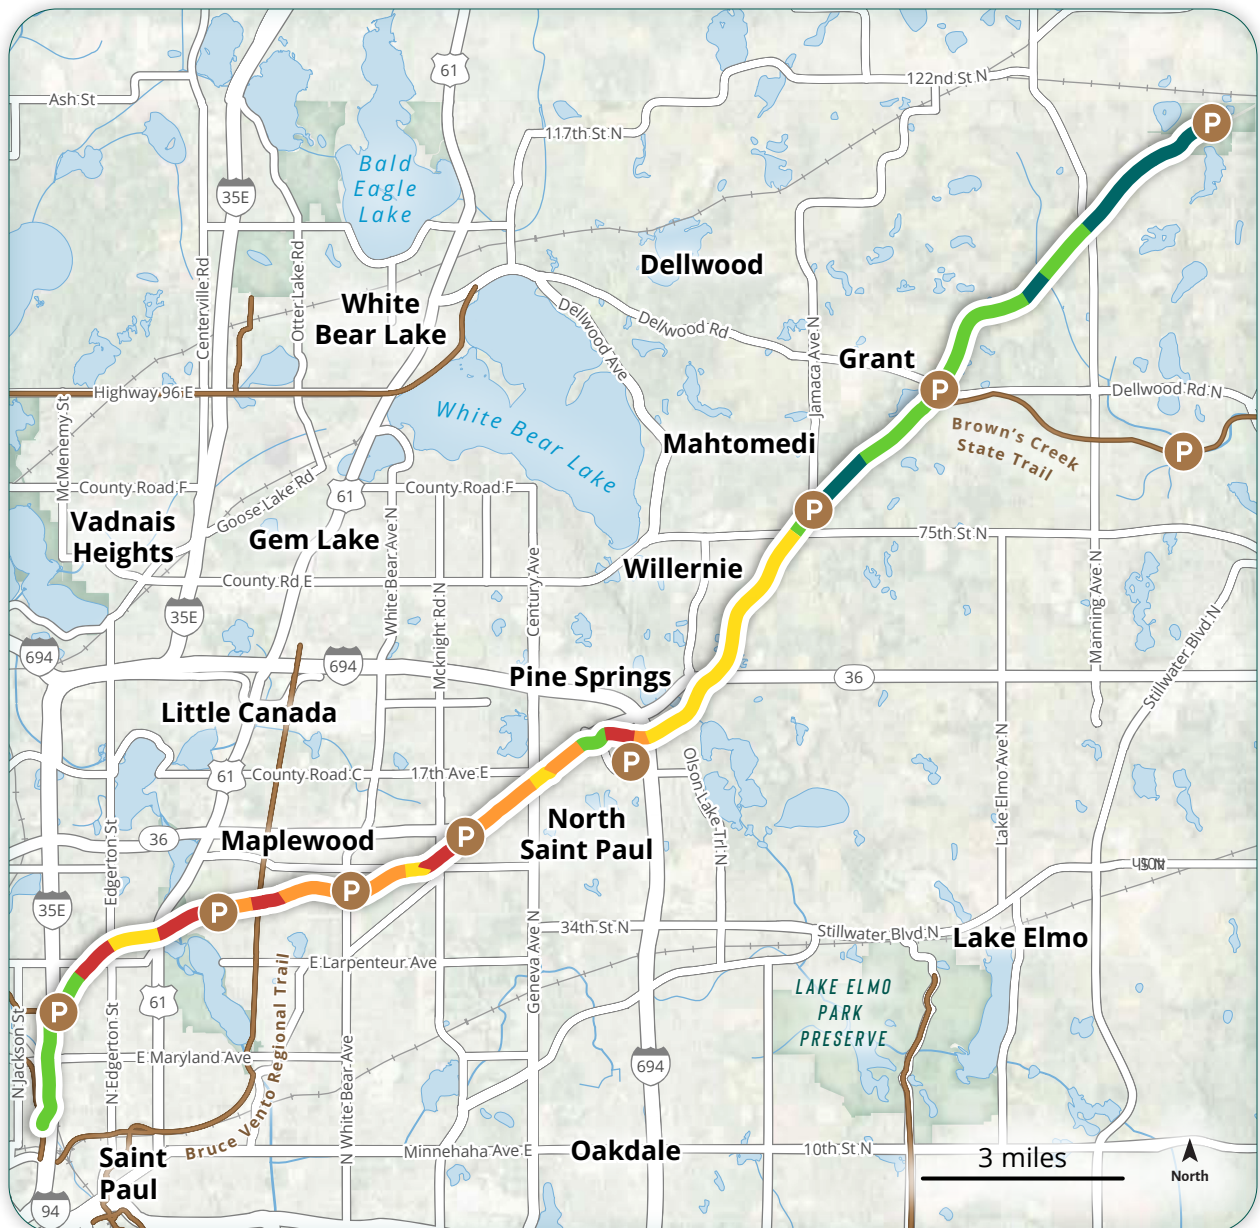 61
122nd St N
Ash St
P
117th St N
Bald
Eagle
Lake
35E
Centerville Rd
Otter Lake Rd
Dellwood
White
Bear Lake
Dellwood Ave
Dellwood Rd
Jamaca Ave N
Grant
P
Highway 96 E
Dellwood Rd N
McMenemy St
White Bear Lake
Brown's Creek
State Trail
P
Mahtomedi
County Road F
61
County Road F
Goose Lake Rd
P
Vadnais
Heights
Gem Lake
White Bear Ave N
75th St N
Willernie
County Rd E
Century Ave
Mcknight Rd N
Manning Ave N
35E
694
694
Stillwater Blvd N
Pine Springs
36
Little Canada
P
61
County Road C
17th Ave E
Olson Lake Trl N
Lake Elmo Ave N
36
Maplewood
P
North
Saint Paul
Edgerton St
P
P
35E
Geneva Ave N
34th St N
Stillwater Blvd N
Lake Elmo
E Larpenteur Ave
Bruce Vento Regional Trail
LAKE ELMO
PARK
PRESERVE
61
P
N Jackson St
N Edgerton St
E Maryland Ave
N White Bear Ave
694
Saint
Paul
Minnehaha Ave E
Oakdale
10th St N
3 miles
North
94